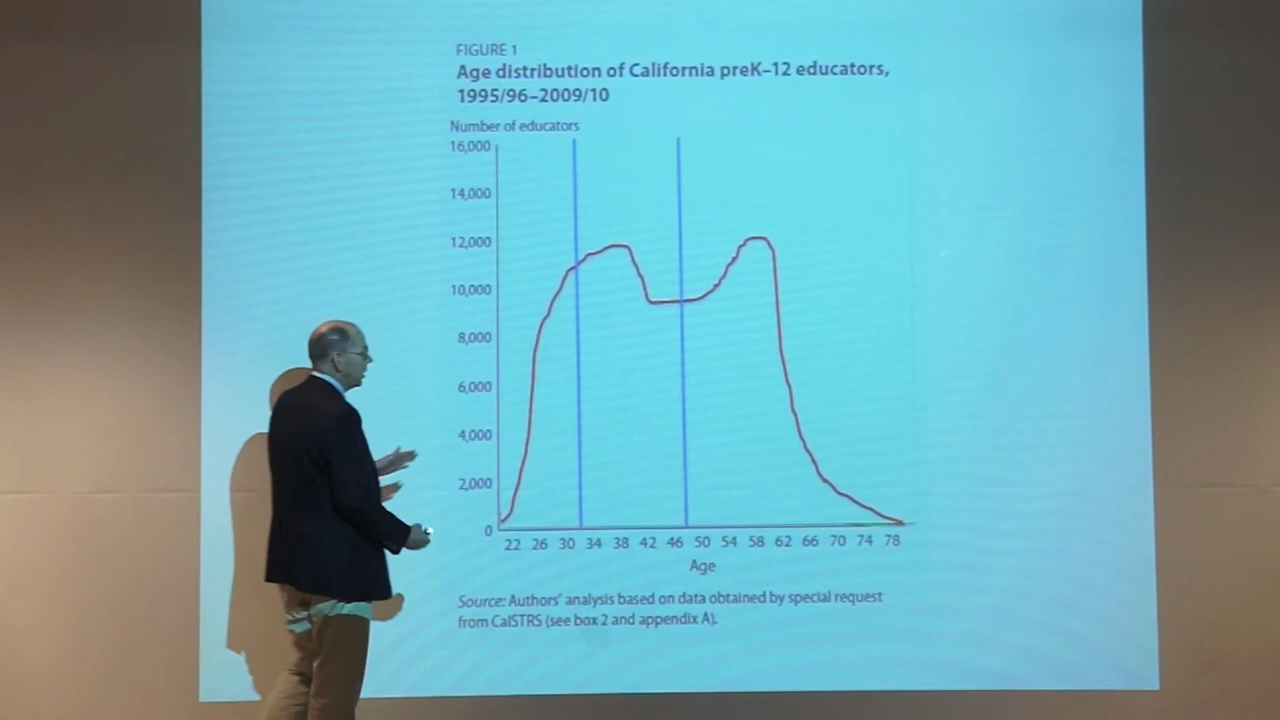 FIGURE 1
Age distribution of California preK–12 educators,
1995/96–2009/10
Number of educators
16,000
14,000
12,000
10,000
8,000
6,000
4,000
2,000
0
22 26 30 34 38 42 46 50 54 58 62 66 70 74 78
Age
Source: Authors' analysis based on data obtained by special request
from CalSTRS (see box 2 and appendix A).